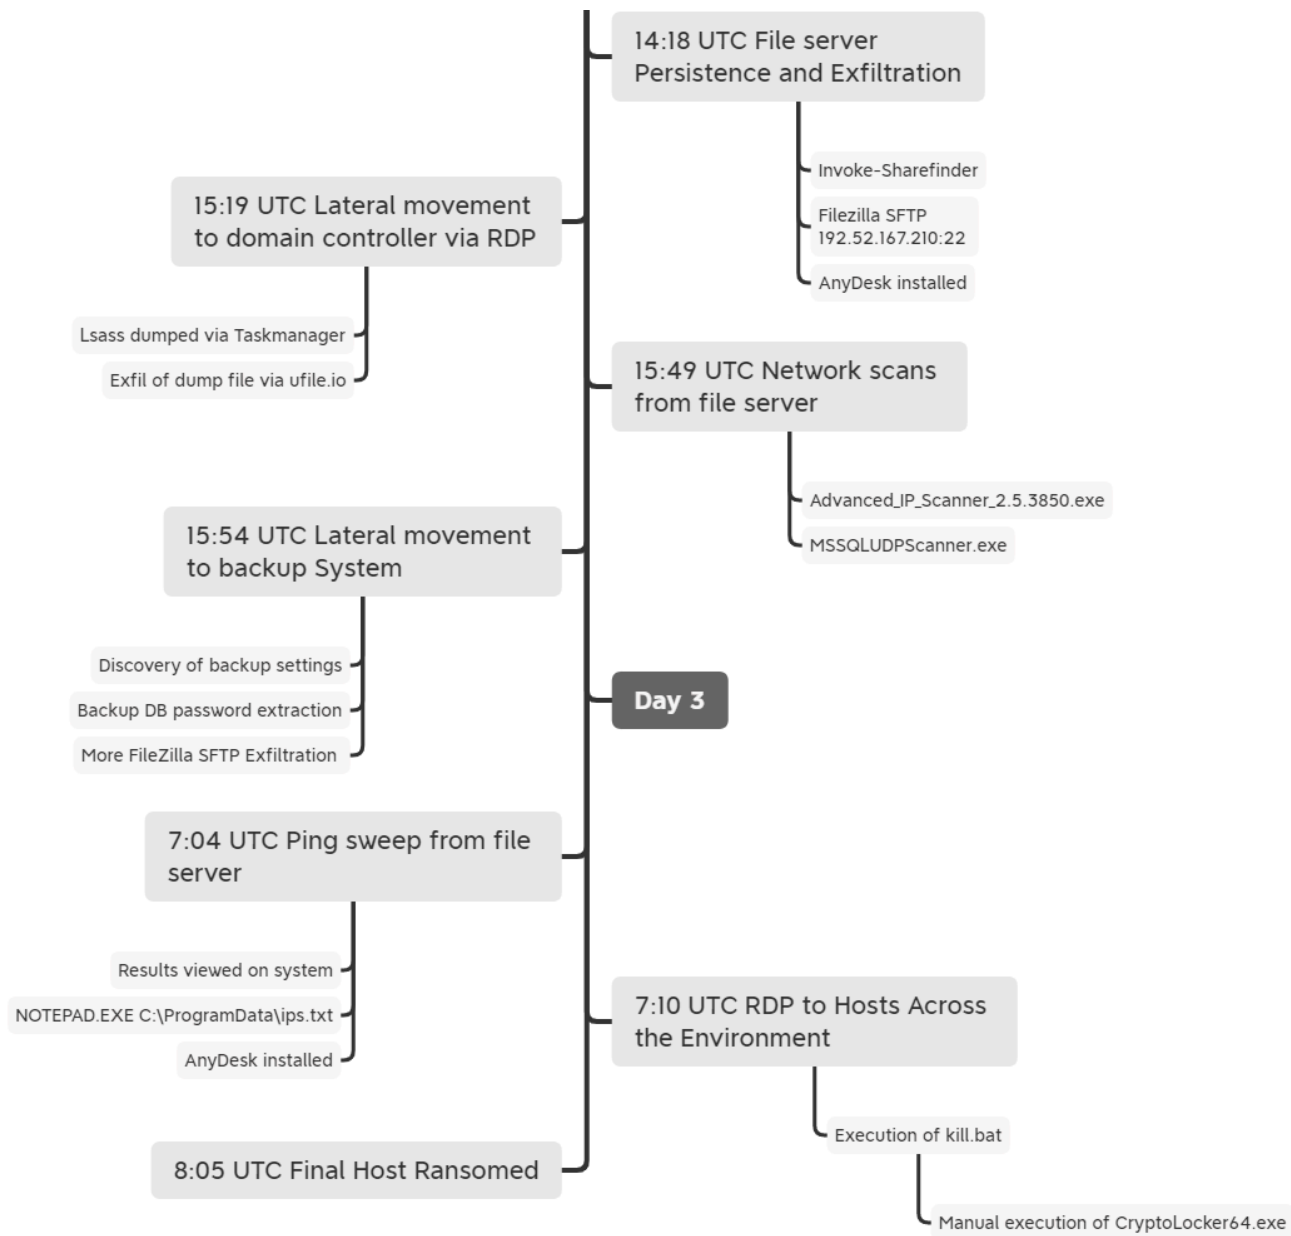 14:18 UTC File server
Persistence and Exfiltration
Invoke-Sharefinder
Filezilla SFTP
192.52.167.210:22
AnyDesk installed
15:19 UTC Lateral movement
to domain controller via RDP
Lsass dumped via Taskmanager
Exfil of dump file via ufile.io
15:49 UTC Network scans
from file server
Advanced_IP_Scanner_2.5.3850.exe
MSSQLUDPScanner.exe
15:54 UTC Lateral movement
to backup System
Discovery of backup settings
Backup DB password extraction
More FileZilla SFTP Exfiltration
Day 3
7:04 UTC Ping sweep from file
server
Results viewed on system
NOTEPAD.EXE C:\ProgramData\ips.txt
AnyDesk installed
7:10 UTC RDP to Hosts Across
the Environment
Execution of kill.bat
Manual execution of CryptoLocker64.exe
8:05 UTC Final Host Ransomed